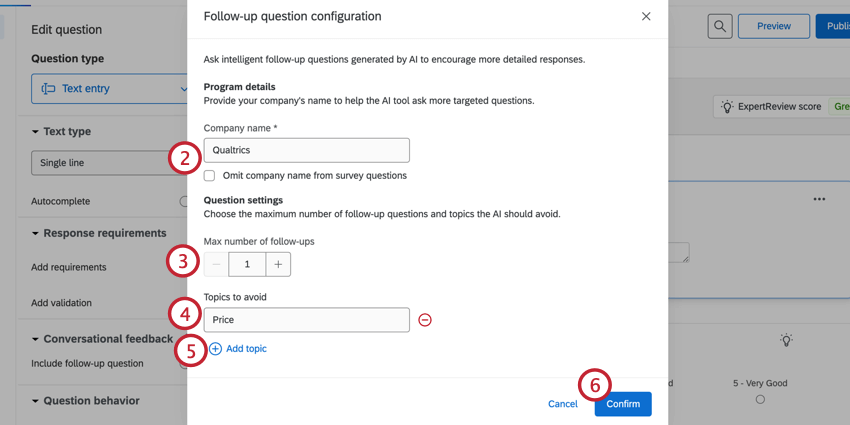 Edit question
Question type
Text entry
Text type
Single line
Autocomplete
Response requirements
Add requirements
Add validation
Conversational feedback
Include follow-up question
Question behavior
Follow-up question configuration
Ask intelligent follow-up questions generated by AI to encourage more detailed responses.
Program details
Provide your company's name to help the AI tool ask more targeted questions.
Company name *
2
Qualtrics
Omit company name from survey questions
Question settings
Choose the maximum number of follow-up questions and topics the AI should avoid.
Max number of follow-ups
3
− 1 +
Topics to avoid
4
Price
5
Add topic
6
Cancel Confirm
Preview
ExpertReview score
5 - Very Good